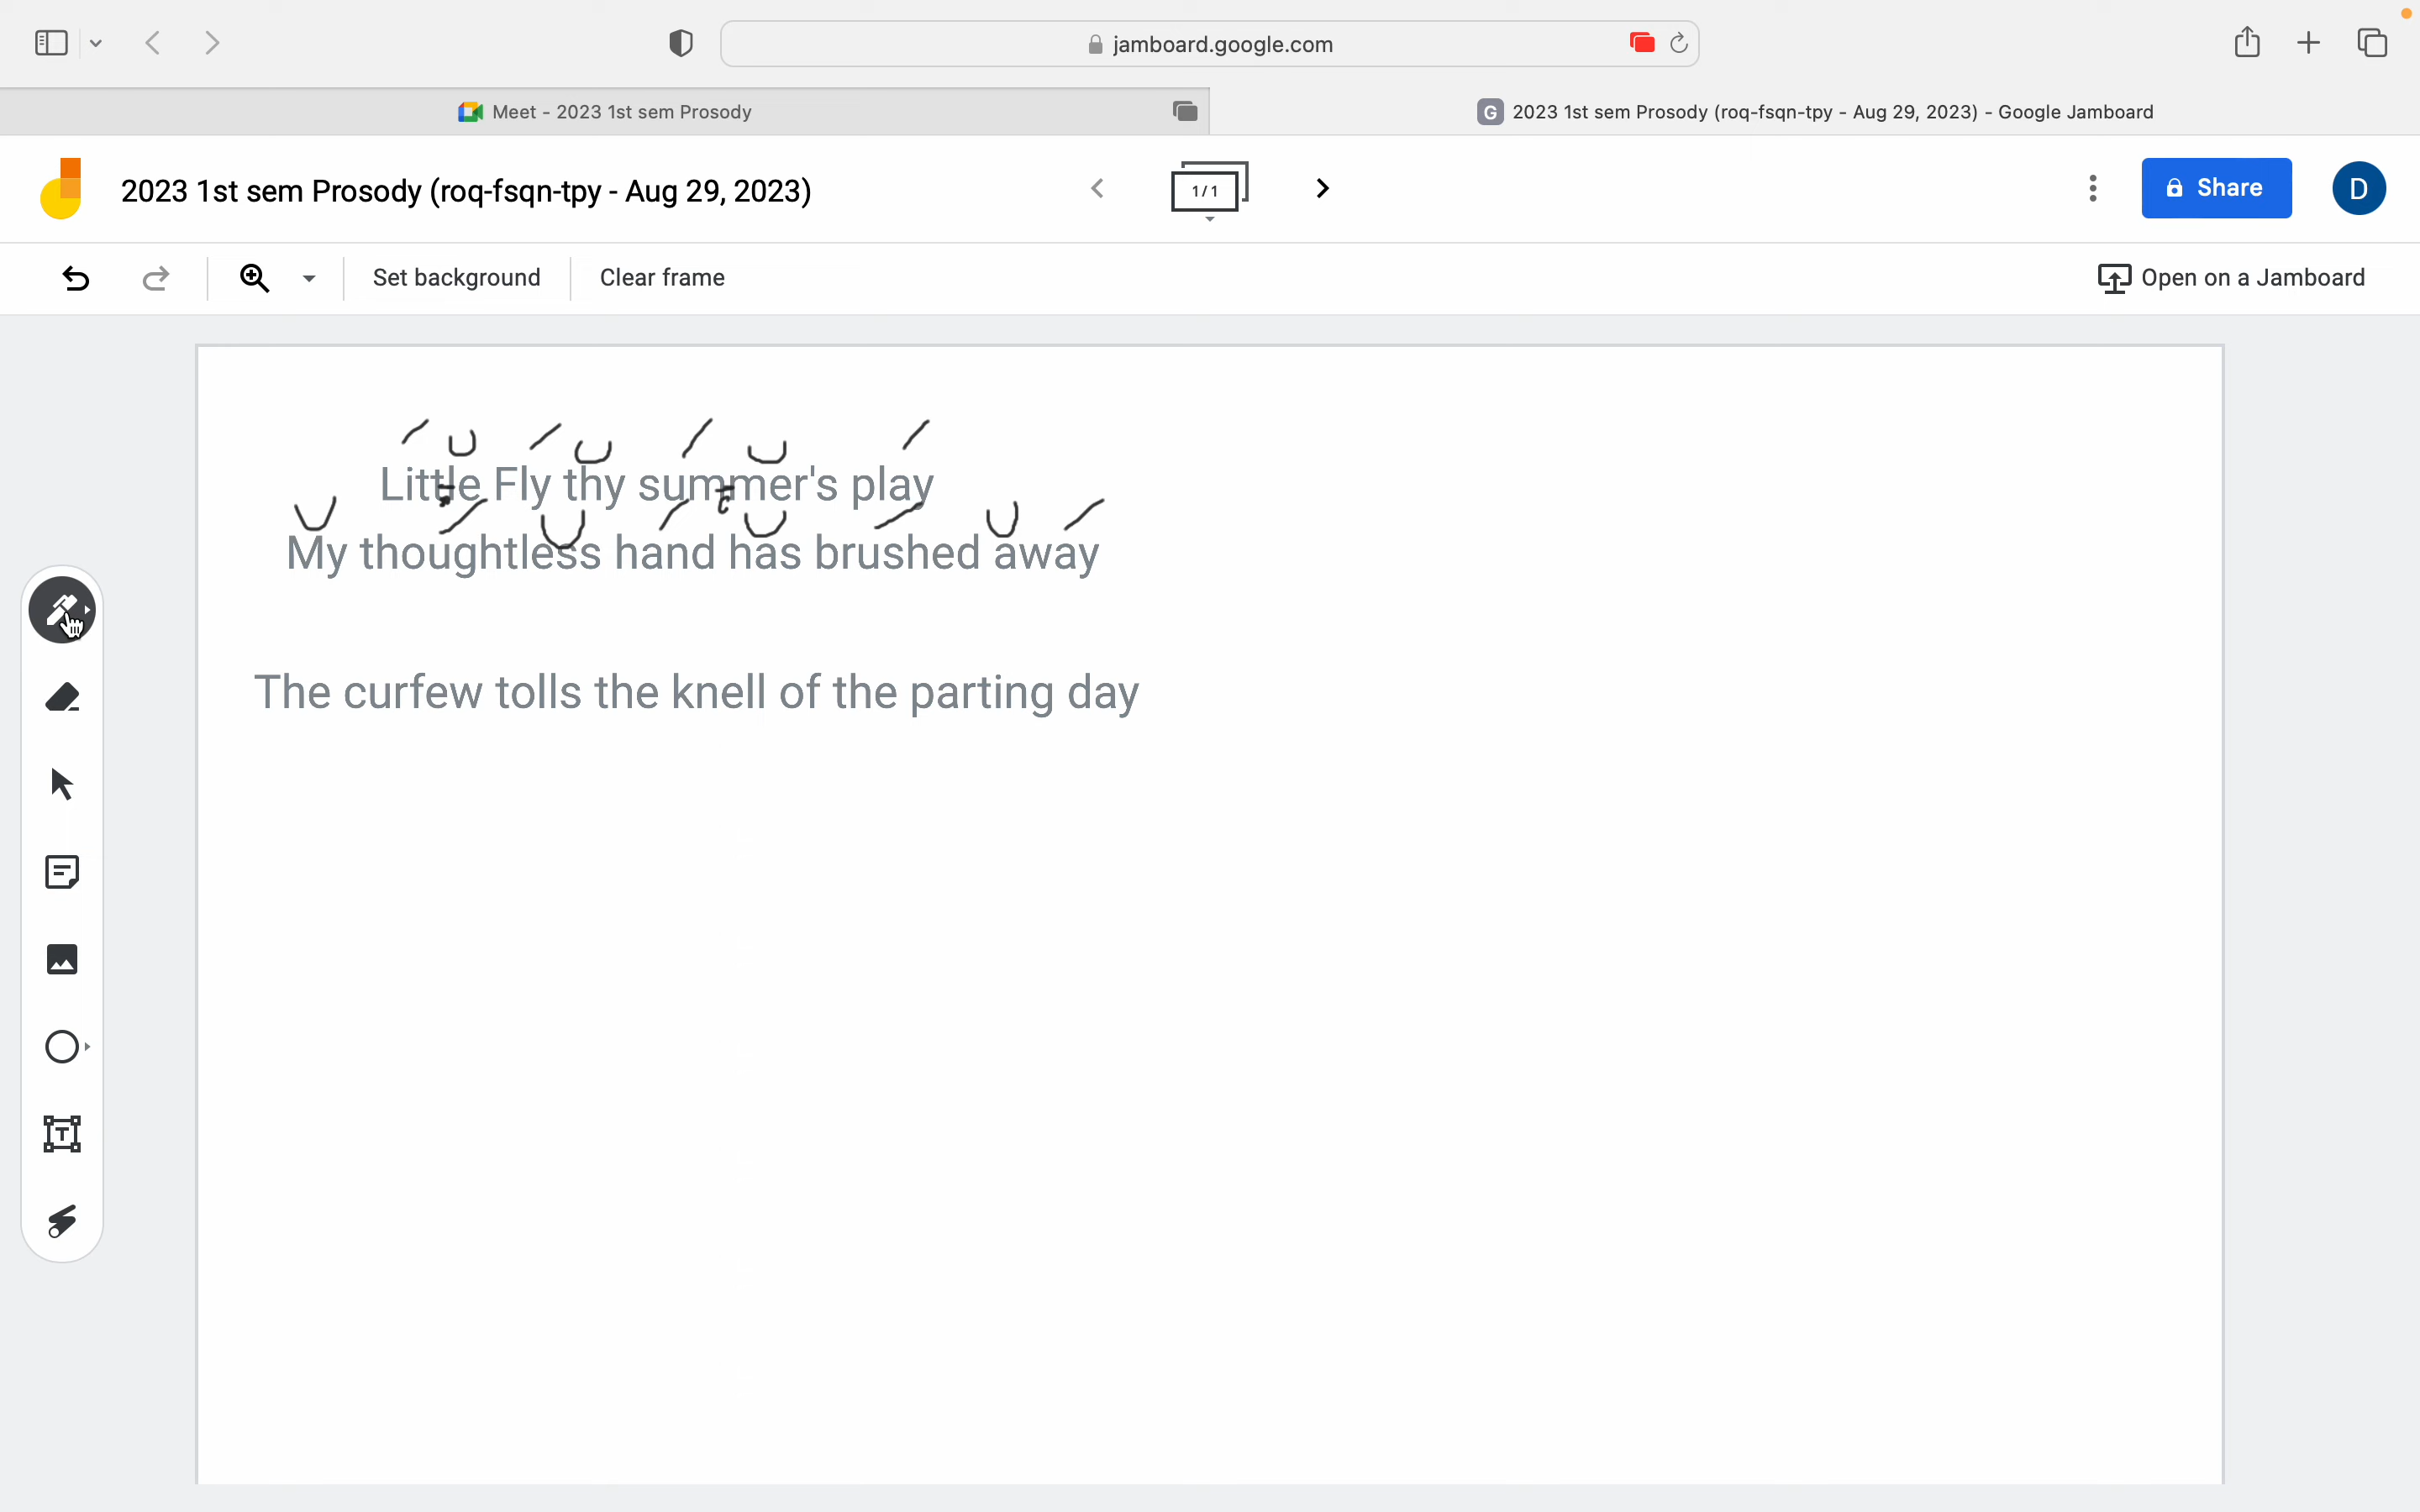 jamboard.google.com
Meet - 2023 1st sem Prosody
G 2023 1st sem Prosody (roq-fsqn-tpy - Aug 29, 2023) - Google Jamboard
2023 1st sem Prosody (roq-fsqn-tpy - Aug 29, 2023)
1/1
Share
D
Set background
Clear frame
Open on a Jamboard
Little Fly thy summer's play
My thoughtless hand has brushed away
The curfew tolls the knell of the parting day